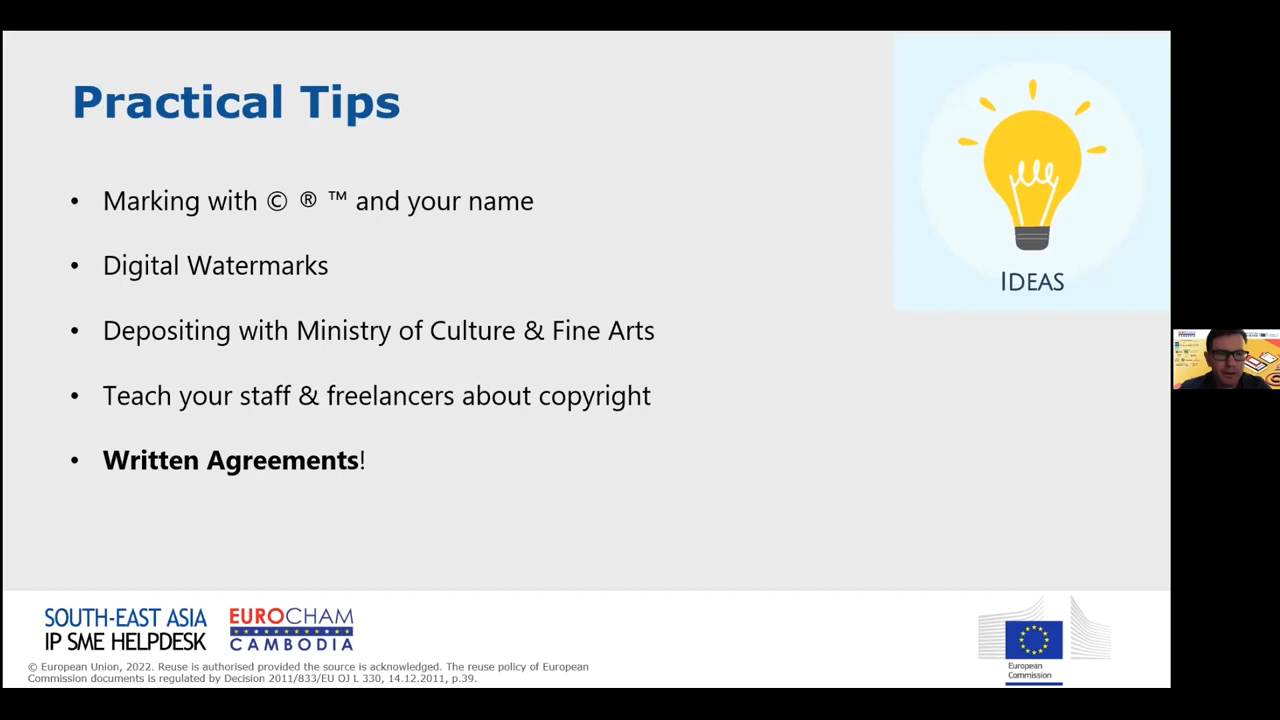 Practical Tips
• Marking with © ® ™ and your name
• Digital Watermarks
• Depositing with Ministry of Culture & Fine Arts
• Teach your staff & freelancers about copyright
• Written Agreements!
IDEAS
SOUTH-EAST ASIA
IP SME HELPDESK
EUROCHAM
CAMBODIA
© European Union, 2022. Reuse is authorised provided the source is acknowledged. The reuse policy of European
Commission documents is regulated by Decision 2011/833/EU OJ L 330, 14.12.2011, p.39.
European
Commission